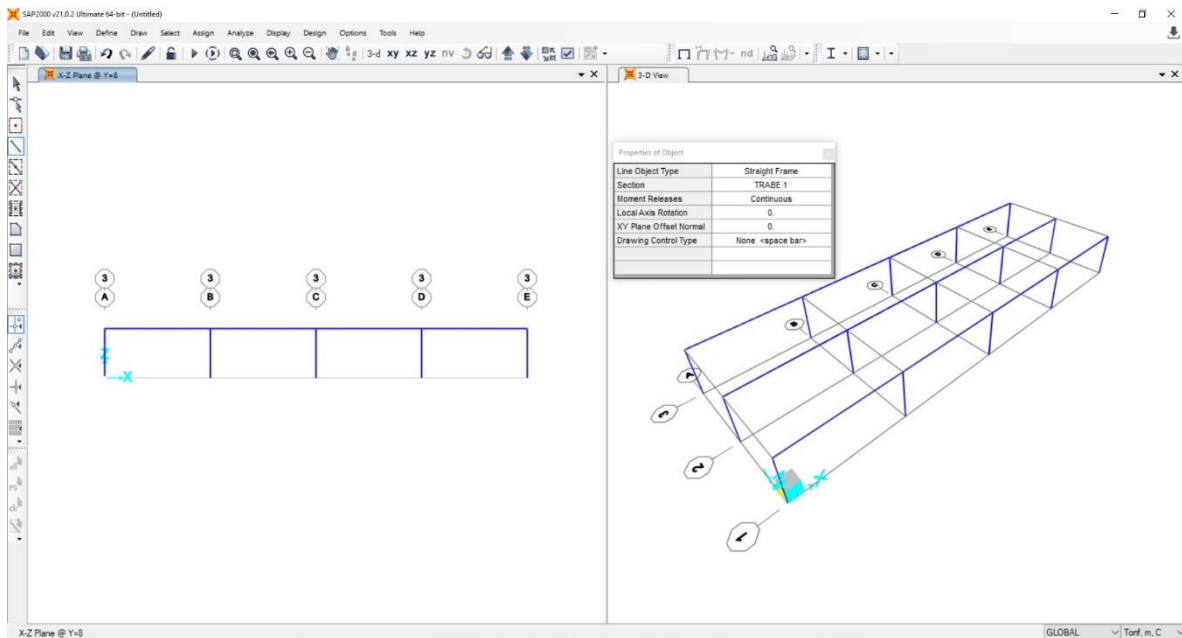 SAP2000 v21.0.2 Ultimate 64-bit - (Untitled)
File Edit View Define Draw Select Assign Analyze Display Design Options Tools Help
3-d xy xz yz nv nd
X-Z Plane @ Y=8
3-D View
Properties of Object
Line Object Type Straight Frame
Section TRABE 1
Moment Releases Continuous
Local Axis Rotation 0.
XY Plane Offset Normal 0.
Drawing Control Type None <space bar>
3 3 3 3 3
A B C D E
Z
X
3
2
1
X
X-Z Plane @ Y=8
GLOBAL
Tonf, m, C